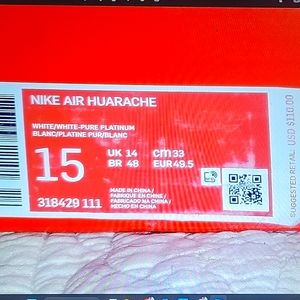 NIKE AIR HUARACHE
WHITE/WHITE-PURE PLATINUM
BLANC/PLATINE PUR/BLANC
15
UK 14 CM 33
BR 48 EUR 49.5
318429 111
MADE IN CHINA/
FABRIQUÉ EN CHINE/
FABRICADO NA CHINA/
HECHO EN CHINA
SUGGESTED RETAIL: USD $110.00